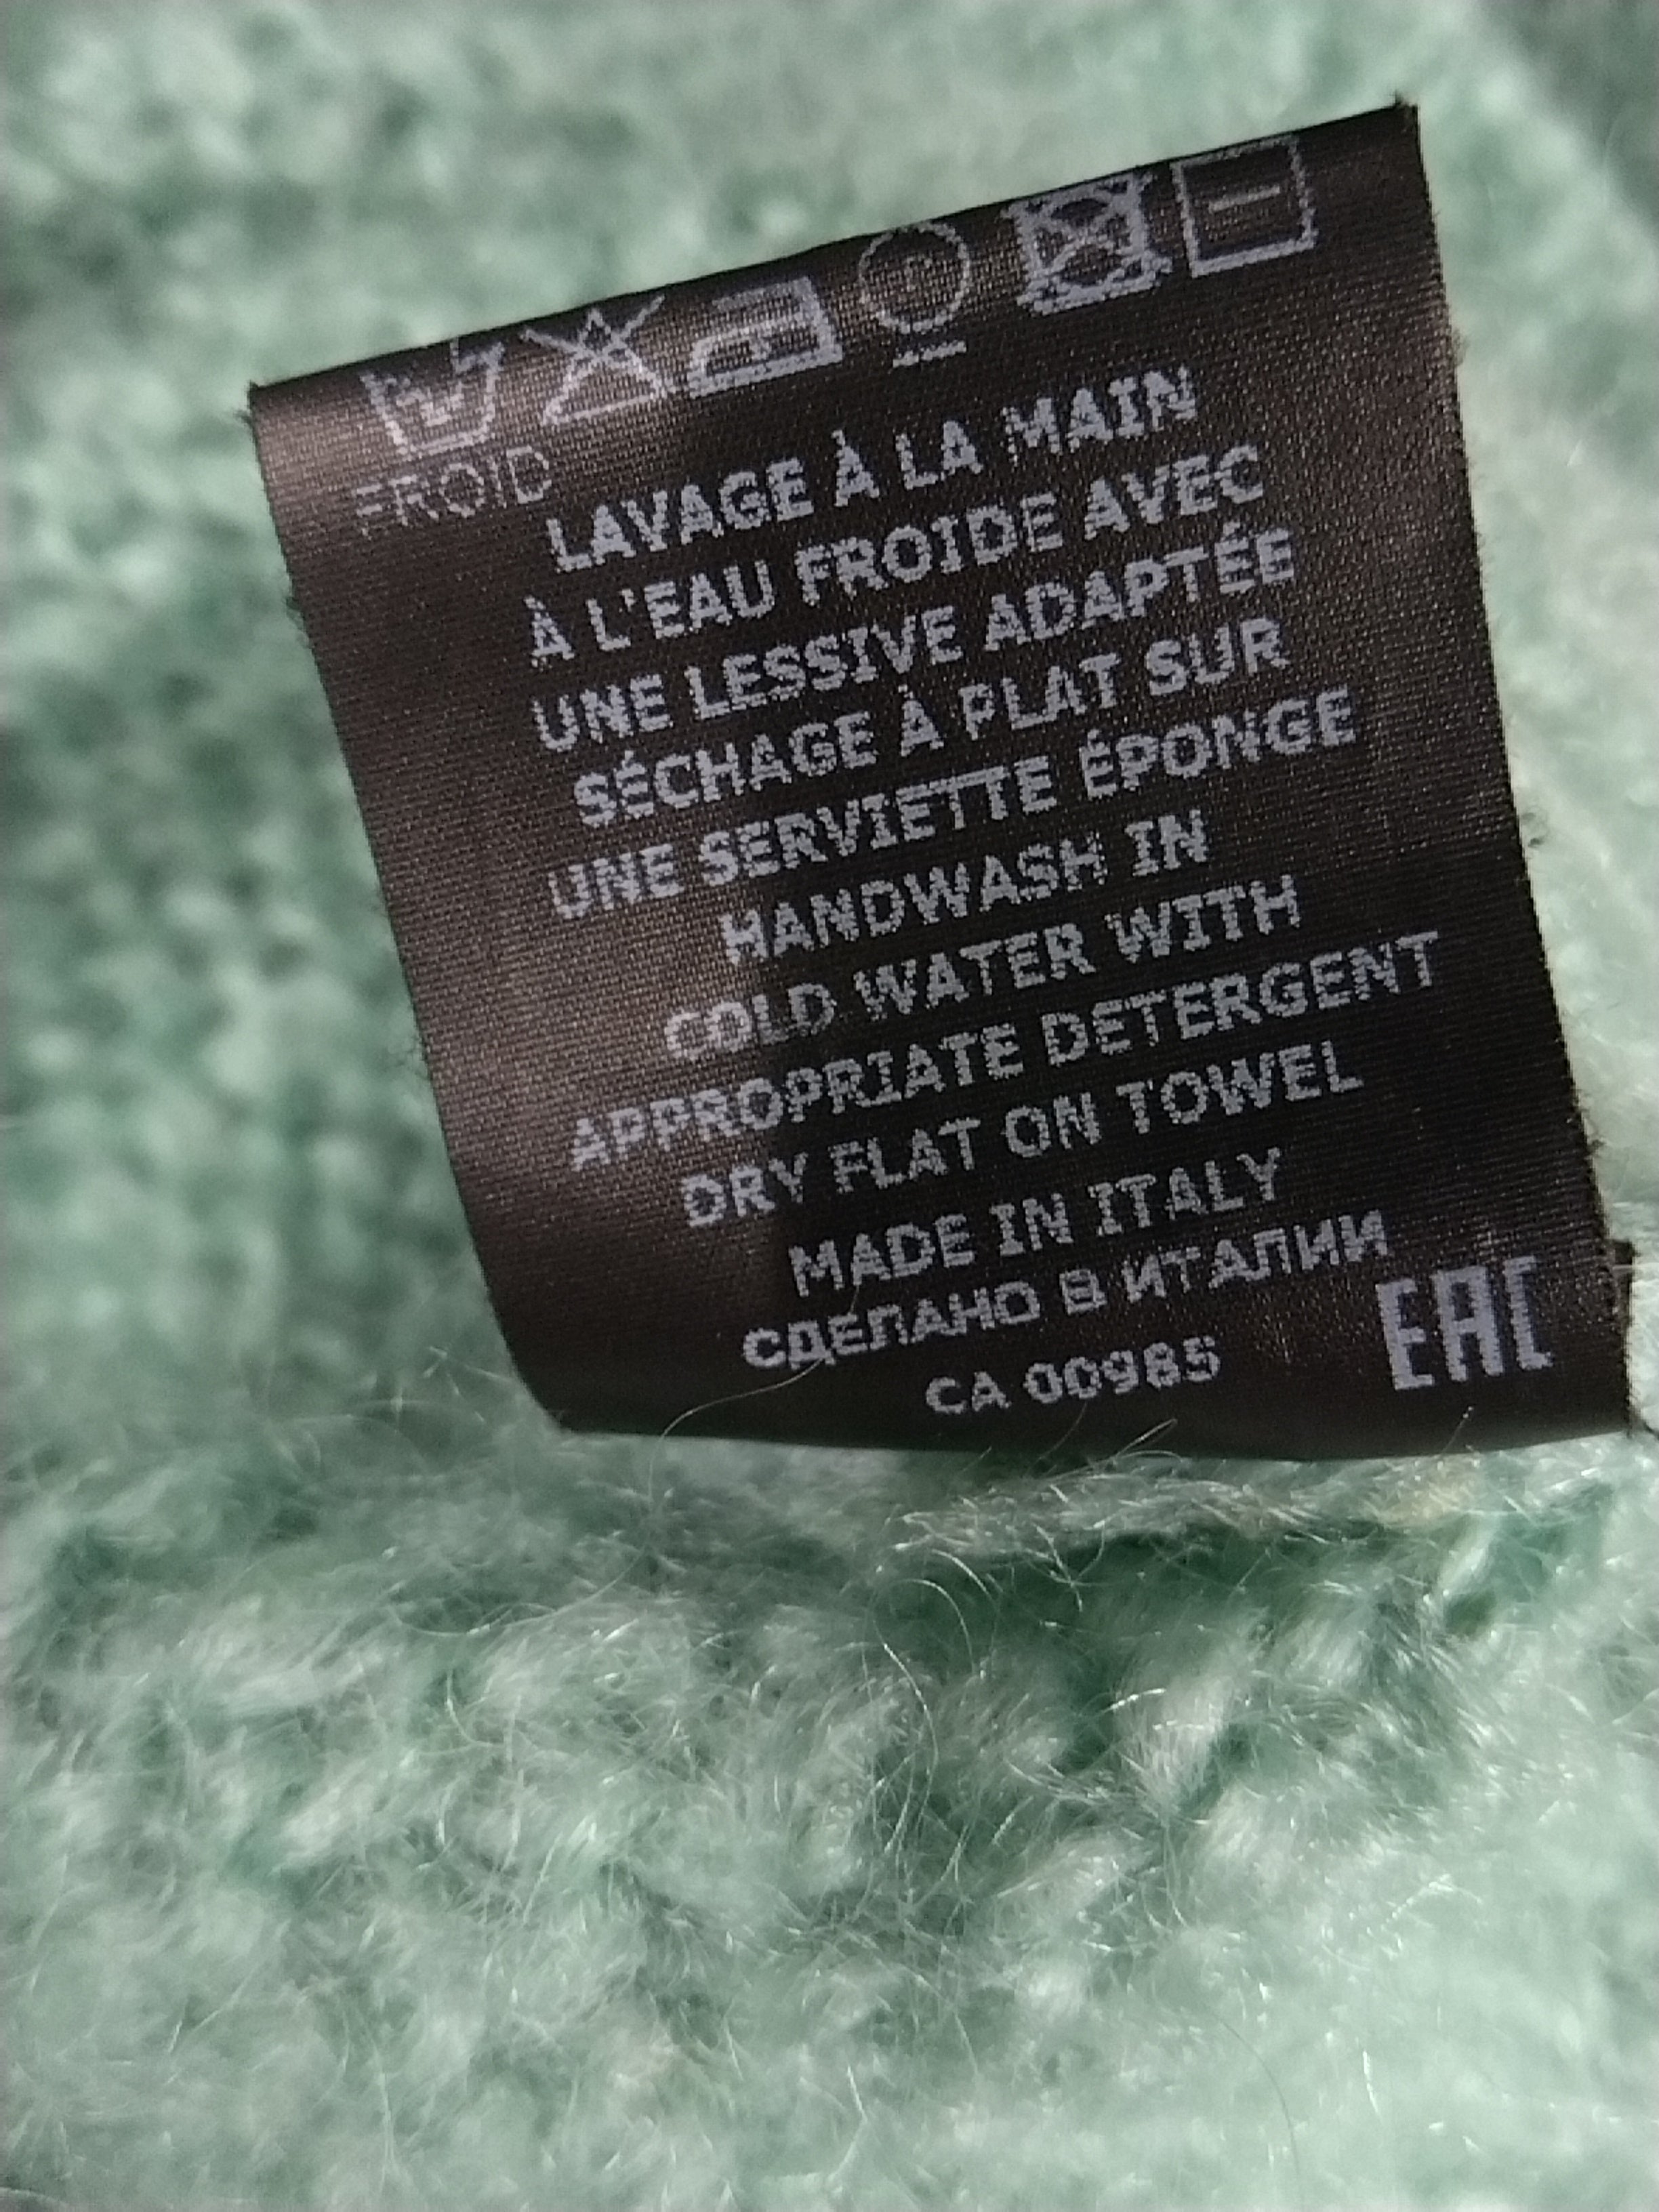 FROID
LAVAGE À LA MAIN
À L'EAU FROIDE AVEC
UNE LESSIVE ADAPTÉE
SÉCHAGE À PLAT SUR
UNE SERVIETTE ÉPONGE
HANDWASH IN
COLD WATER WITH
APPROPRIATE DETERGENT
DRY FLAT ON TOWEL
MADE IN ITALY
СДЕЛАНО В ИТАЛИИ
CA 00985
EAC